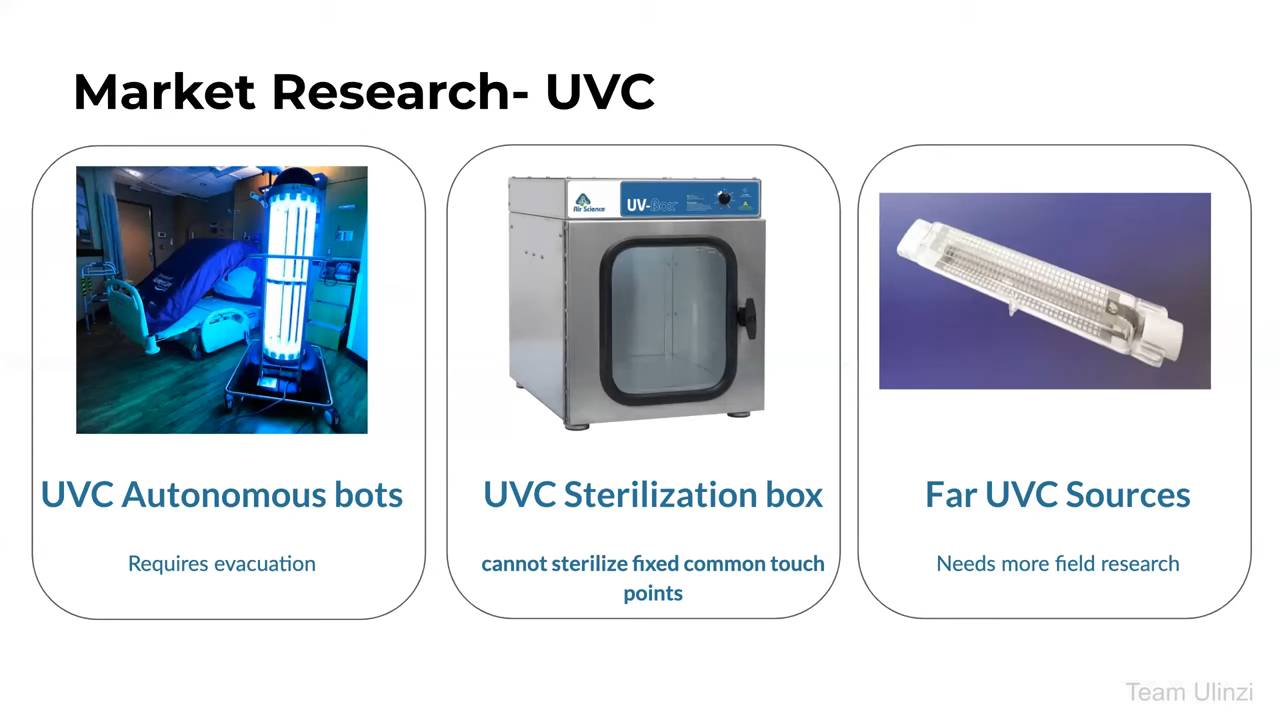 Market Research- UVC
Air Science
UV-Box
UVC Autonomous bots
UVC Sterilization box
Far UVC Sources
Requires evacuation
cannot sterilize fixed common touch
points
Needs more field research
Team Ulinzi